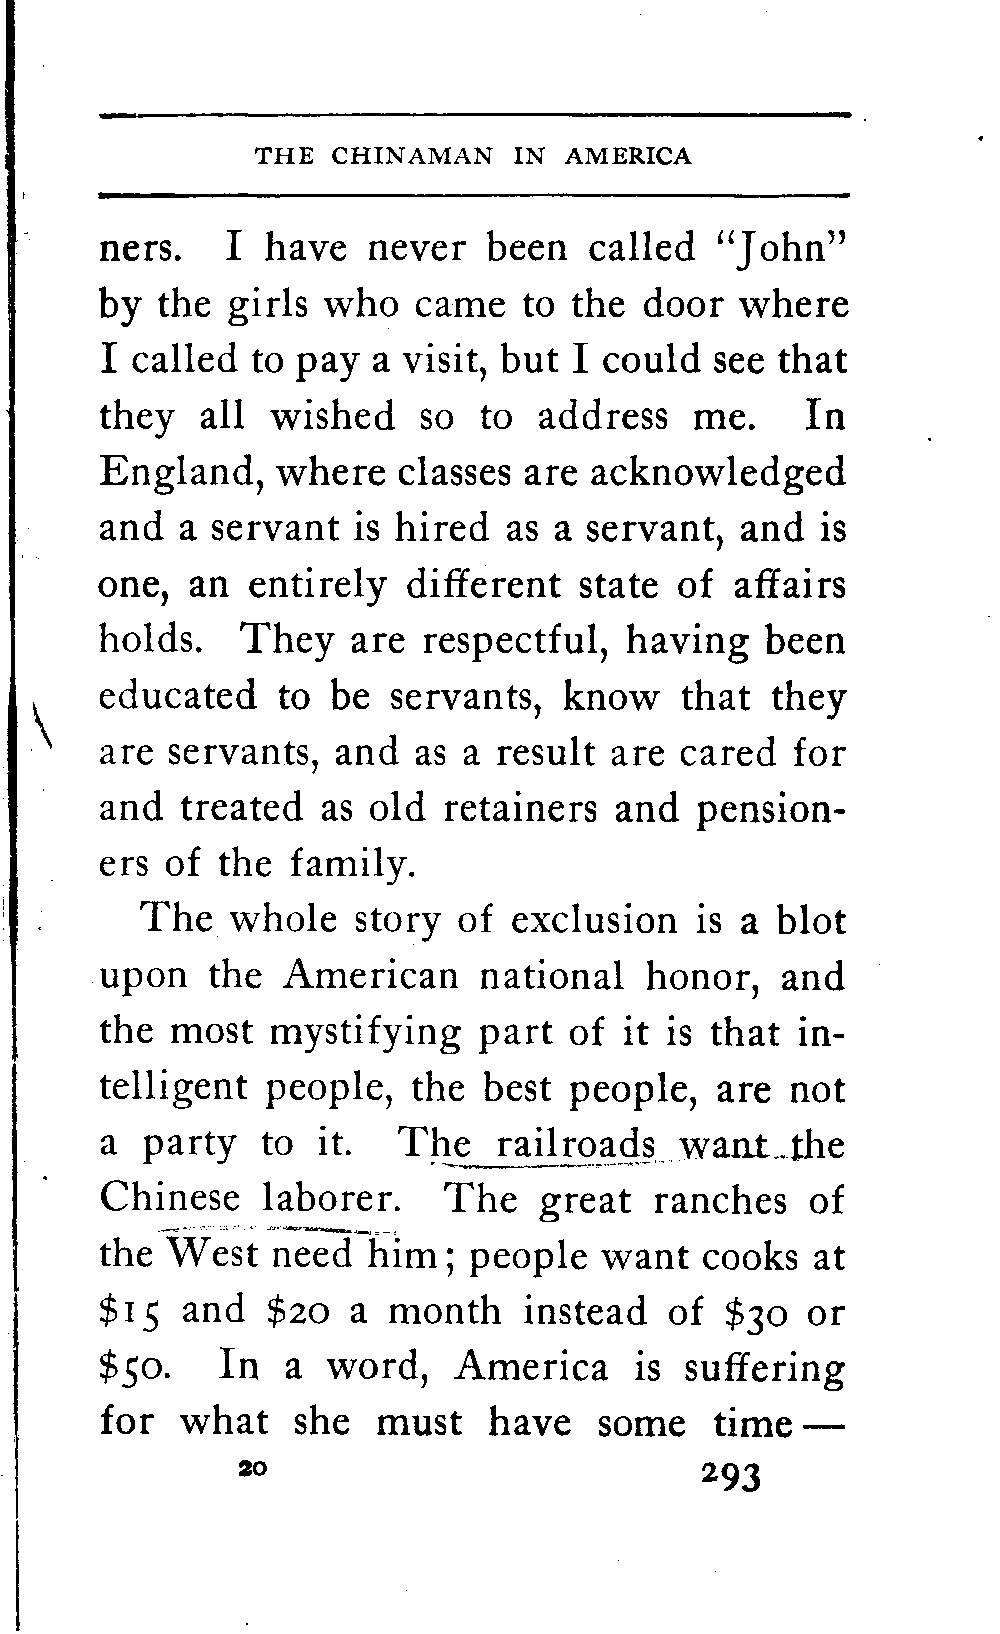 THE CHINAMAN IN AMERICA
ners. I have never been called "John"
by the girls who came to the door where
I called to pay a visit, but I could see that
they all wished so to address me. In
England, where classes are acknowledged
and a servant is hired as a servant, and is
one, an entirely different state of affairs
holds. They are respectful, having been
educated to be servants, know that they
are servants, and as a result are cared for
and treated as old retainers and pension-
ers of the family.
The whole story of exclusion is a blot
upon the American national honor, and
the most mystifying part of it is that in-
telligent people, the best people, are not
a party to it. The railroads want the
Chinese laborer. The great ranches of
the West need him; people want cooks at
$15 and $20 a month instead of $30 or
$50. In a word, America is suffering
for what she must have some time—
20 293